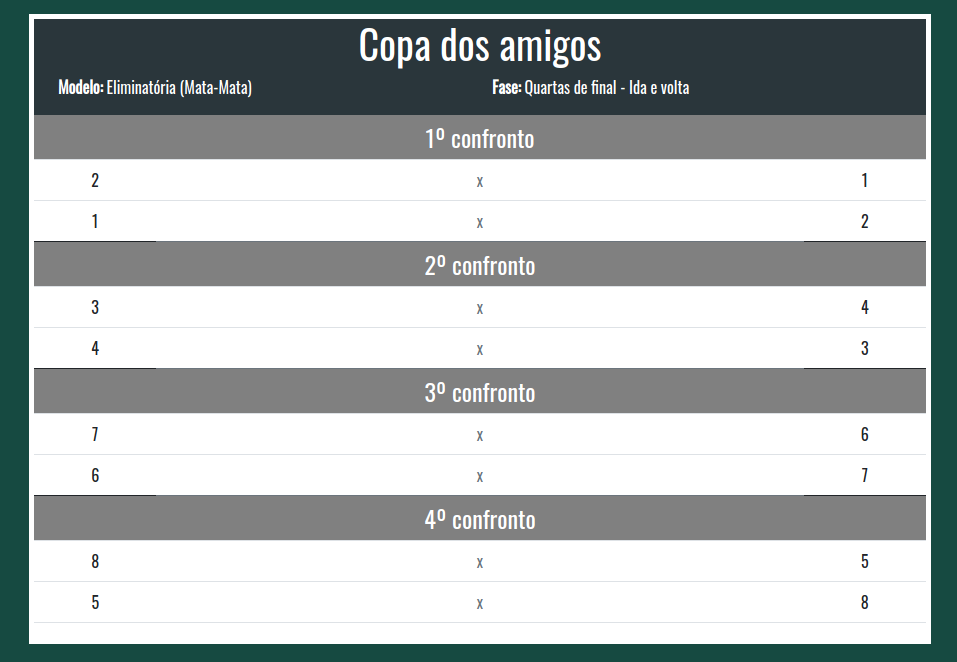 Copa dos amigos
Modelo: Eliminatória (Mata-Mata) Fase: Quartas de final - Ida e volta
1º confronto
2 x 1
1 x 2
2º confronto
3 x 4
4 x 3
3º confronto
7 x 6
6 x 7
4º confronto
8 x 5
5 x 8